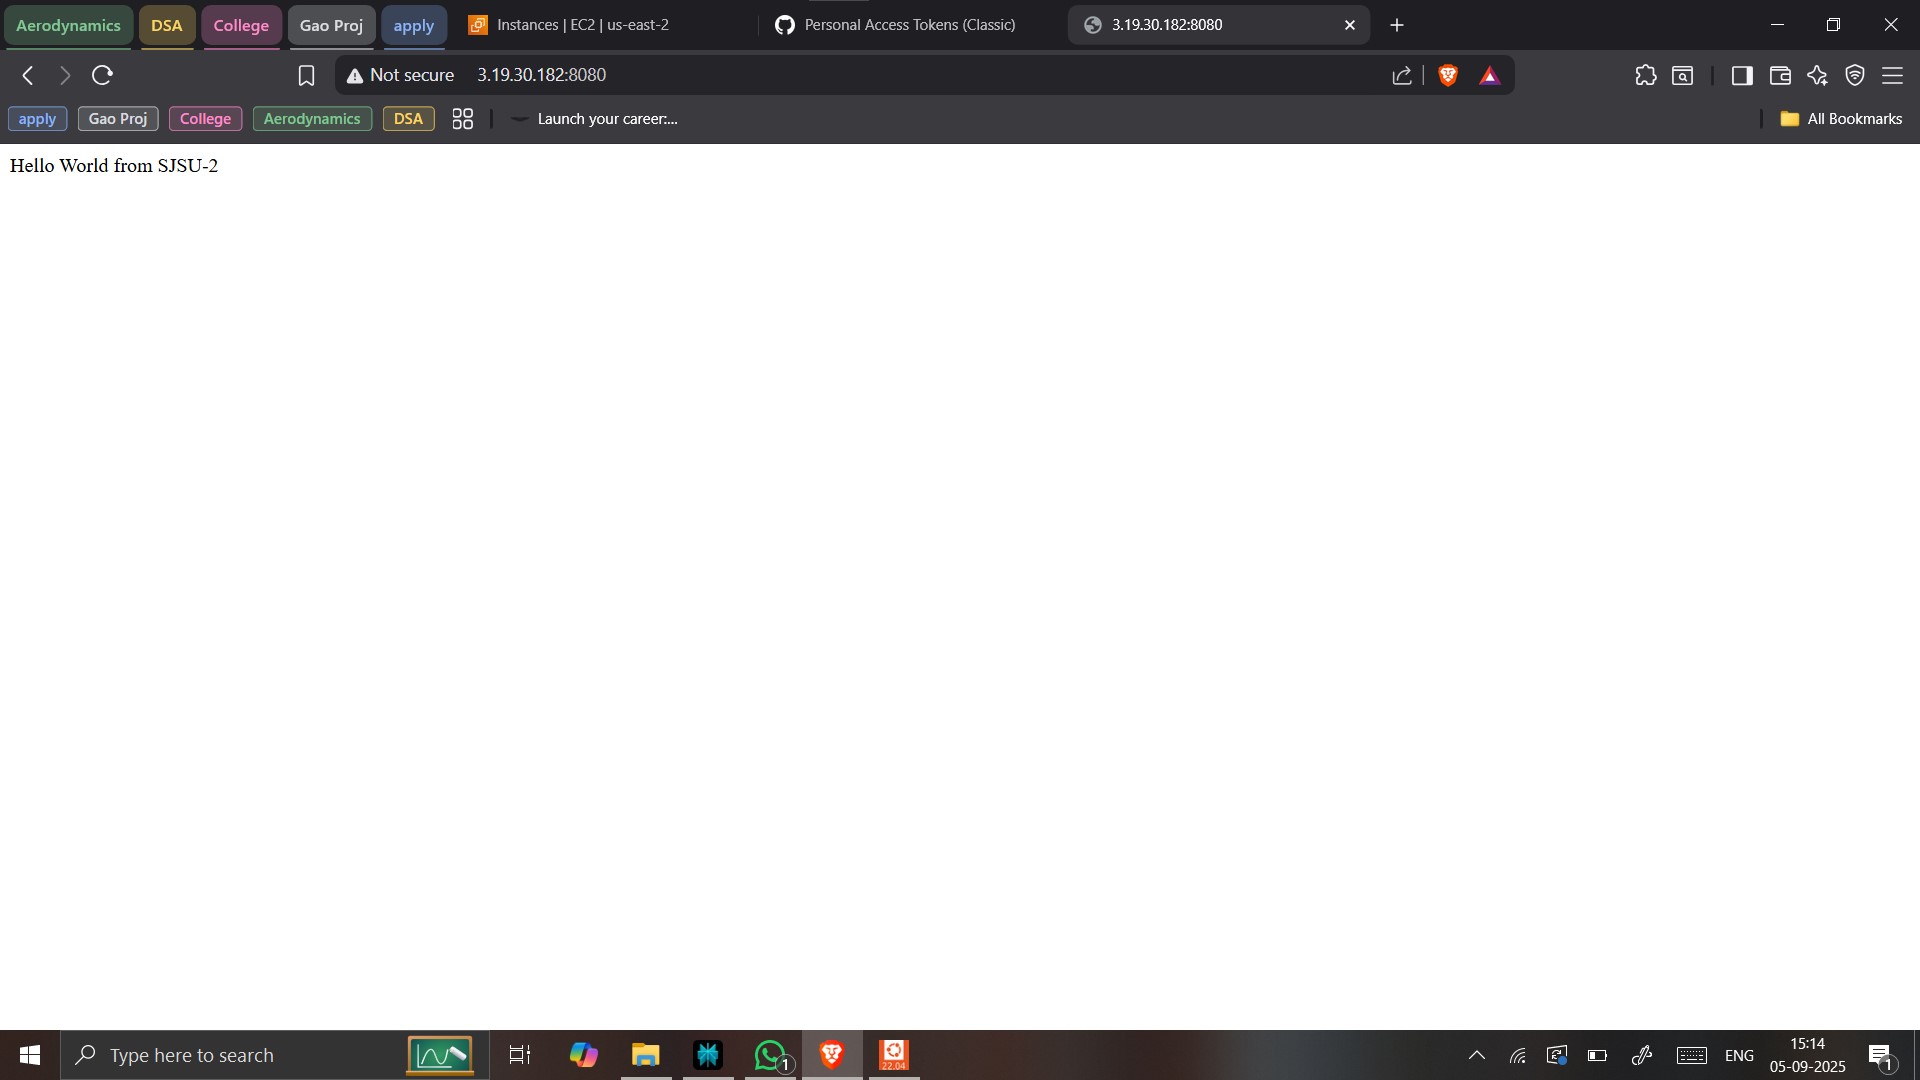 Aerodynamics DSA College Gao Proj apply Instances | EC2 | us-east-2 Personal Access Tokens (Classic) 3.19.30.182:8080
Not secure 3.19.30.182:8080
apply Gao Proj College Aerodynamics DSA Launch your career:... All Bookmarks
Hello World from SJSU-2
Type here to search 1 22.04 ENG 15:14
05-09-2025 1